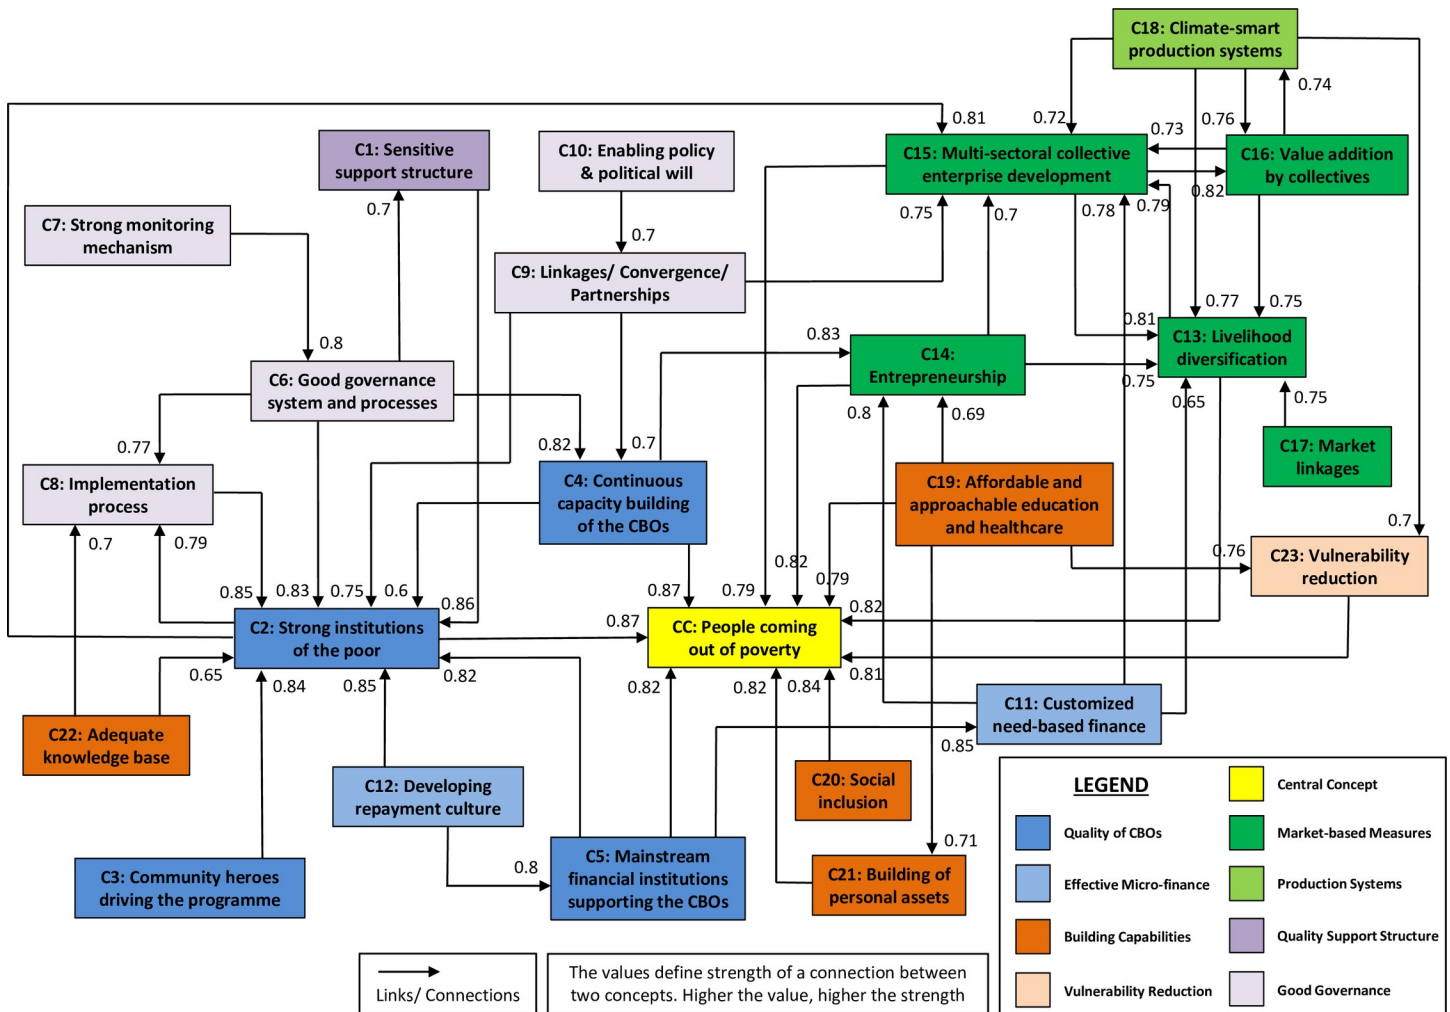 C18: Climate-smart
production systems
0.74
0.81
0.72
0.76
0.73
C1: Sensitive
support structure
C10: Enabling policy
& political will
C15: Multi-sectoral collective
enterprise development
C16: Value addition
by collectives
0.82
0.7
0.75
0.7
0.78
0.79
C7: Strong monitoring
mechanism
0.7
C9: Linkages/ Convergence/
Partnerships
0.77
0.75
0.8
0.83
0.81
C13: Livelihood
diversification
C14:
Entrepreneurship
C6: Good governance
system and processes
0.75
0.65
0.75
0.8
0.69
0.77
0.82
0.7
C17: Market
linkages
C8: Implementation
process
C4: Continuous
capacity building
of the CBOs
C19: Affordable and
approachable education
and healthcare
0.7
0.7
0.79
0.76
C23: Vulnerability
reduction
0.85
0.83
0.75
0.6
0.86
0.87
0.79
0.82
0.79
0.82
C2: Strong institutions
of the poor
0.87
CC: People coming
out of poverty
0.65
0.84
0.85
0.82
0.82
0.82
0.84
0.81
C22: Adequate
knowledge base
C11: Customized
need-based finance
0.85
C12: Developing
repayment culture
C20: Social
inclusion
0.71
C3: Community heroes
driving the programme
0.8
C5: Mainstream
financial institutions
supporting the CBOs
C21: Building of
personal assets
LEGEND
Central Concept
Quality of CBOs
Market-based Measures
Effective Micro-finance
Production Systems
Building Capabilities
Quality Support Structure
Vulnerability Reduction
Good Governance
Links/ Connections
The values define strength of a connection between
two concepts. Higher the value, higher the strength